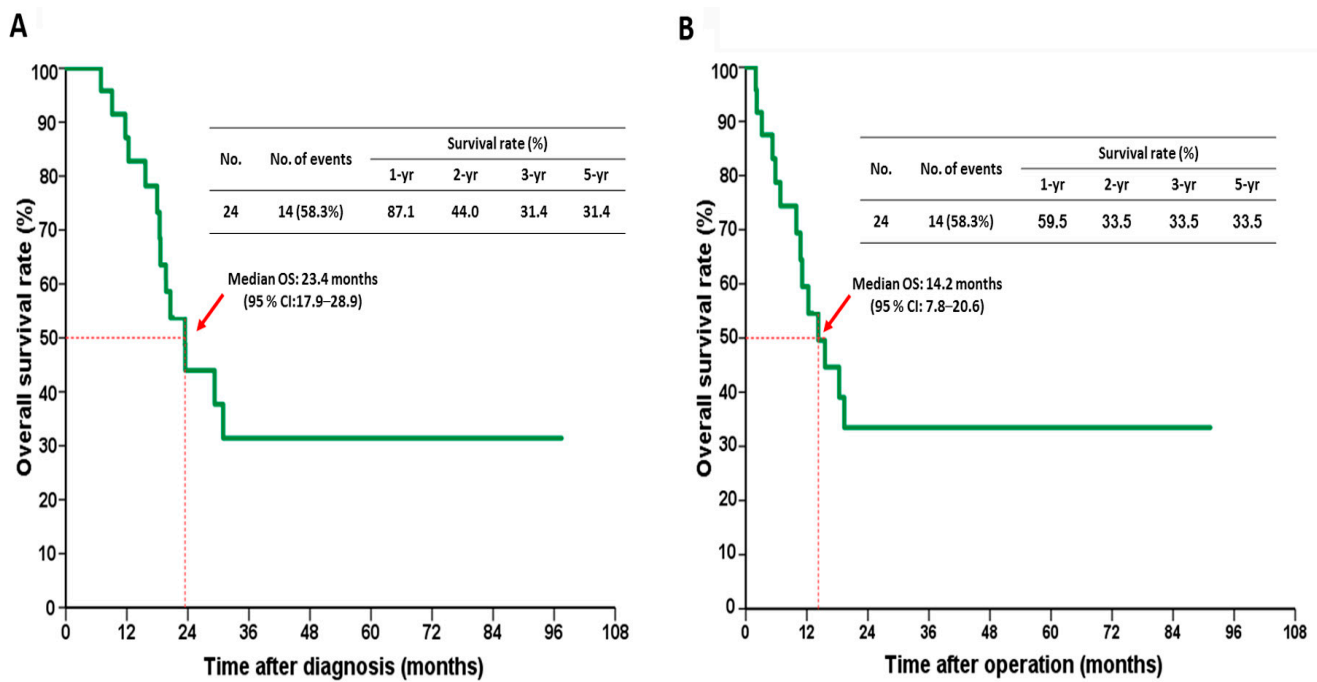 A
Overall survival rate (%)
100
90
80
70
60
50
40
30
20
10
0
No. No. of events Survival rate (%)
1-yr 2-yr 3-yr 5-yr
24 14 (58.3%) 87.1 44.0 31.4 31.4
Median OS: 23.4 months
(95 % CI:17.9–28.9)
0 12 24 36 48 60 72 84 96 108
Time after diagnosis (months)
B
Overall survival rate (%)
100
90
80
70
60
50
40
30
20
10
0
No. No. of events Survival rate (%)
1-yr 2-yr 3-yr 5-yr
24 14 (58.3%) 59.5 33.5 33.5 33.5
Median OS: 14.2 months
(95 % CI: 7.8–20.6)
0 12 24 36 48 60 72 84 96 108
Time after operation (months)